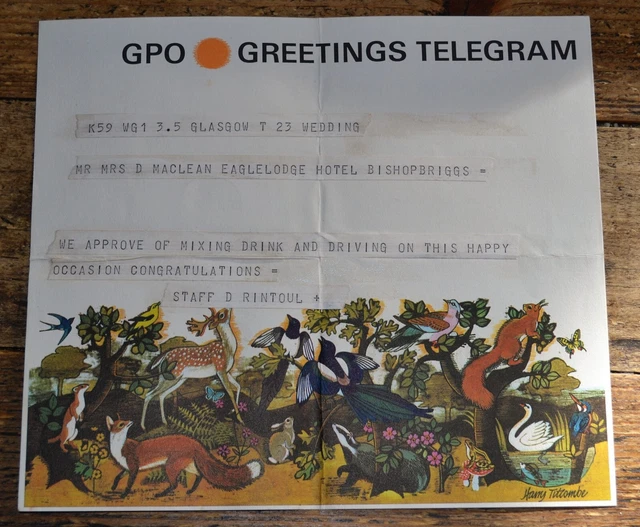 GPO GREETINGS TELEGRAM
K59 WG1 3.5 GLASGOW T 23 WEDDING
MR MRS D MACLEAN EAGLELODGE HOTEL BISHOPBRIGGS =
WE APPROVE OF MIXING DRINK AND DRIVING ON THIS HAPPY
OCCASION CONGRATULATIONS =
STAFF D RINTOUL +
Harry Titcombe